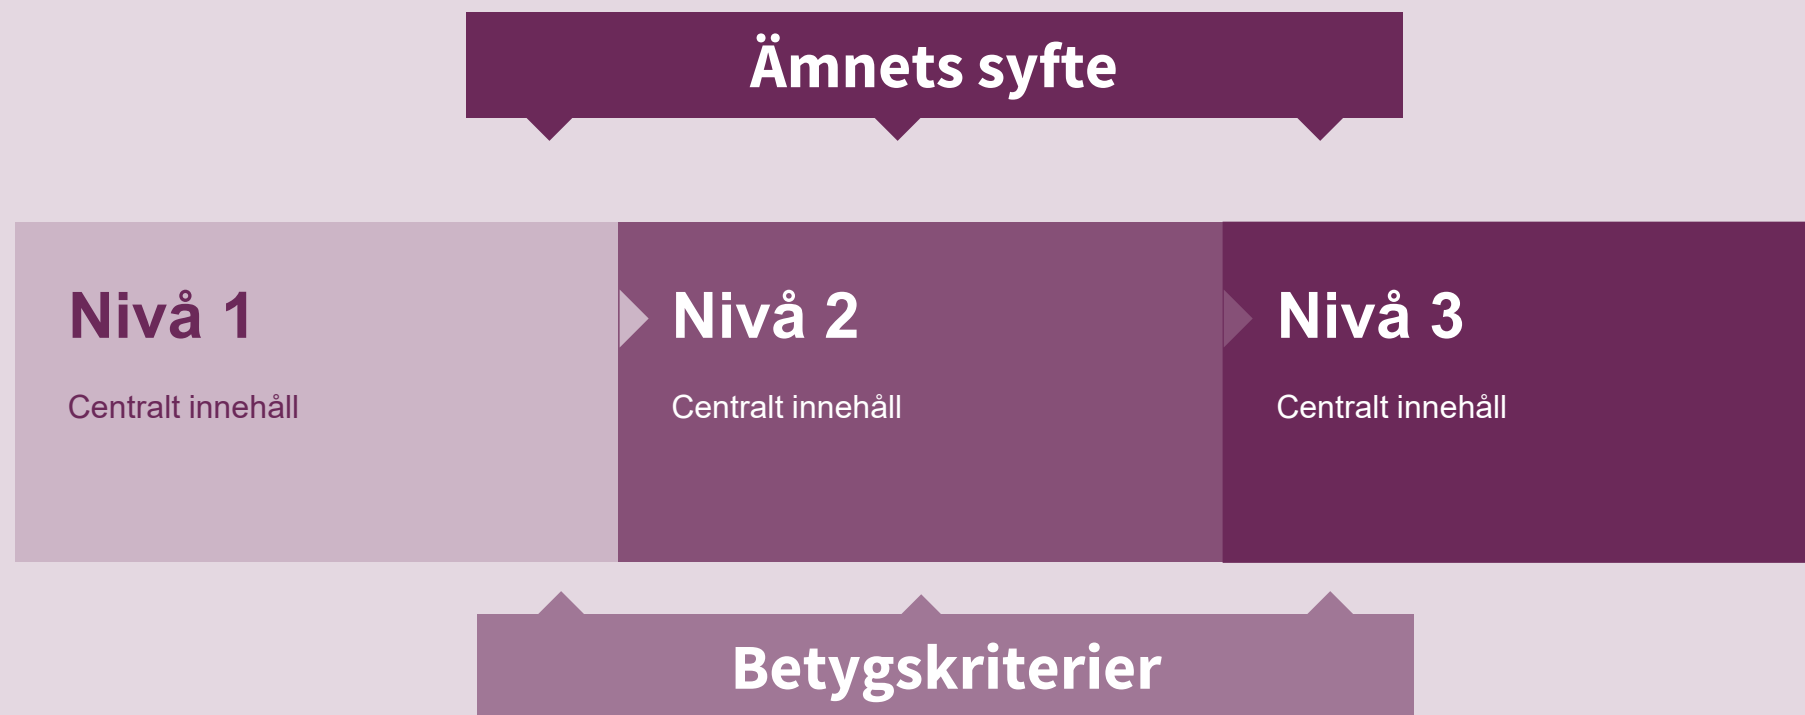 Ämnets syfte
Nivå 1
Centralt innehåll
Nivå 2
Centralt innehåll
Nivå 3
Centralt innehåll
Betygskriterier